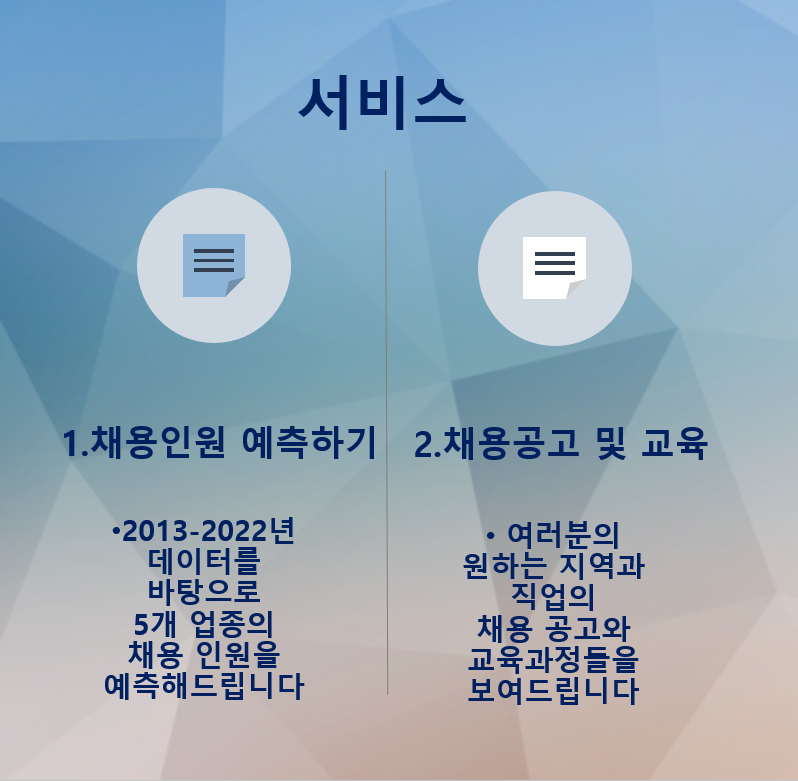 서비스
1.채용인원 예측하기
•2013-2022년
데이터를
바탕으로
5개 업종의
채용 인원을
예측해드립니다
2.채용공고 및 교육
• 여러분의
원하는 지역과
직업의
채용 공고와
교육과정들을
보여드립니다